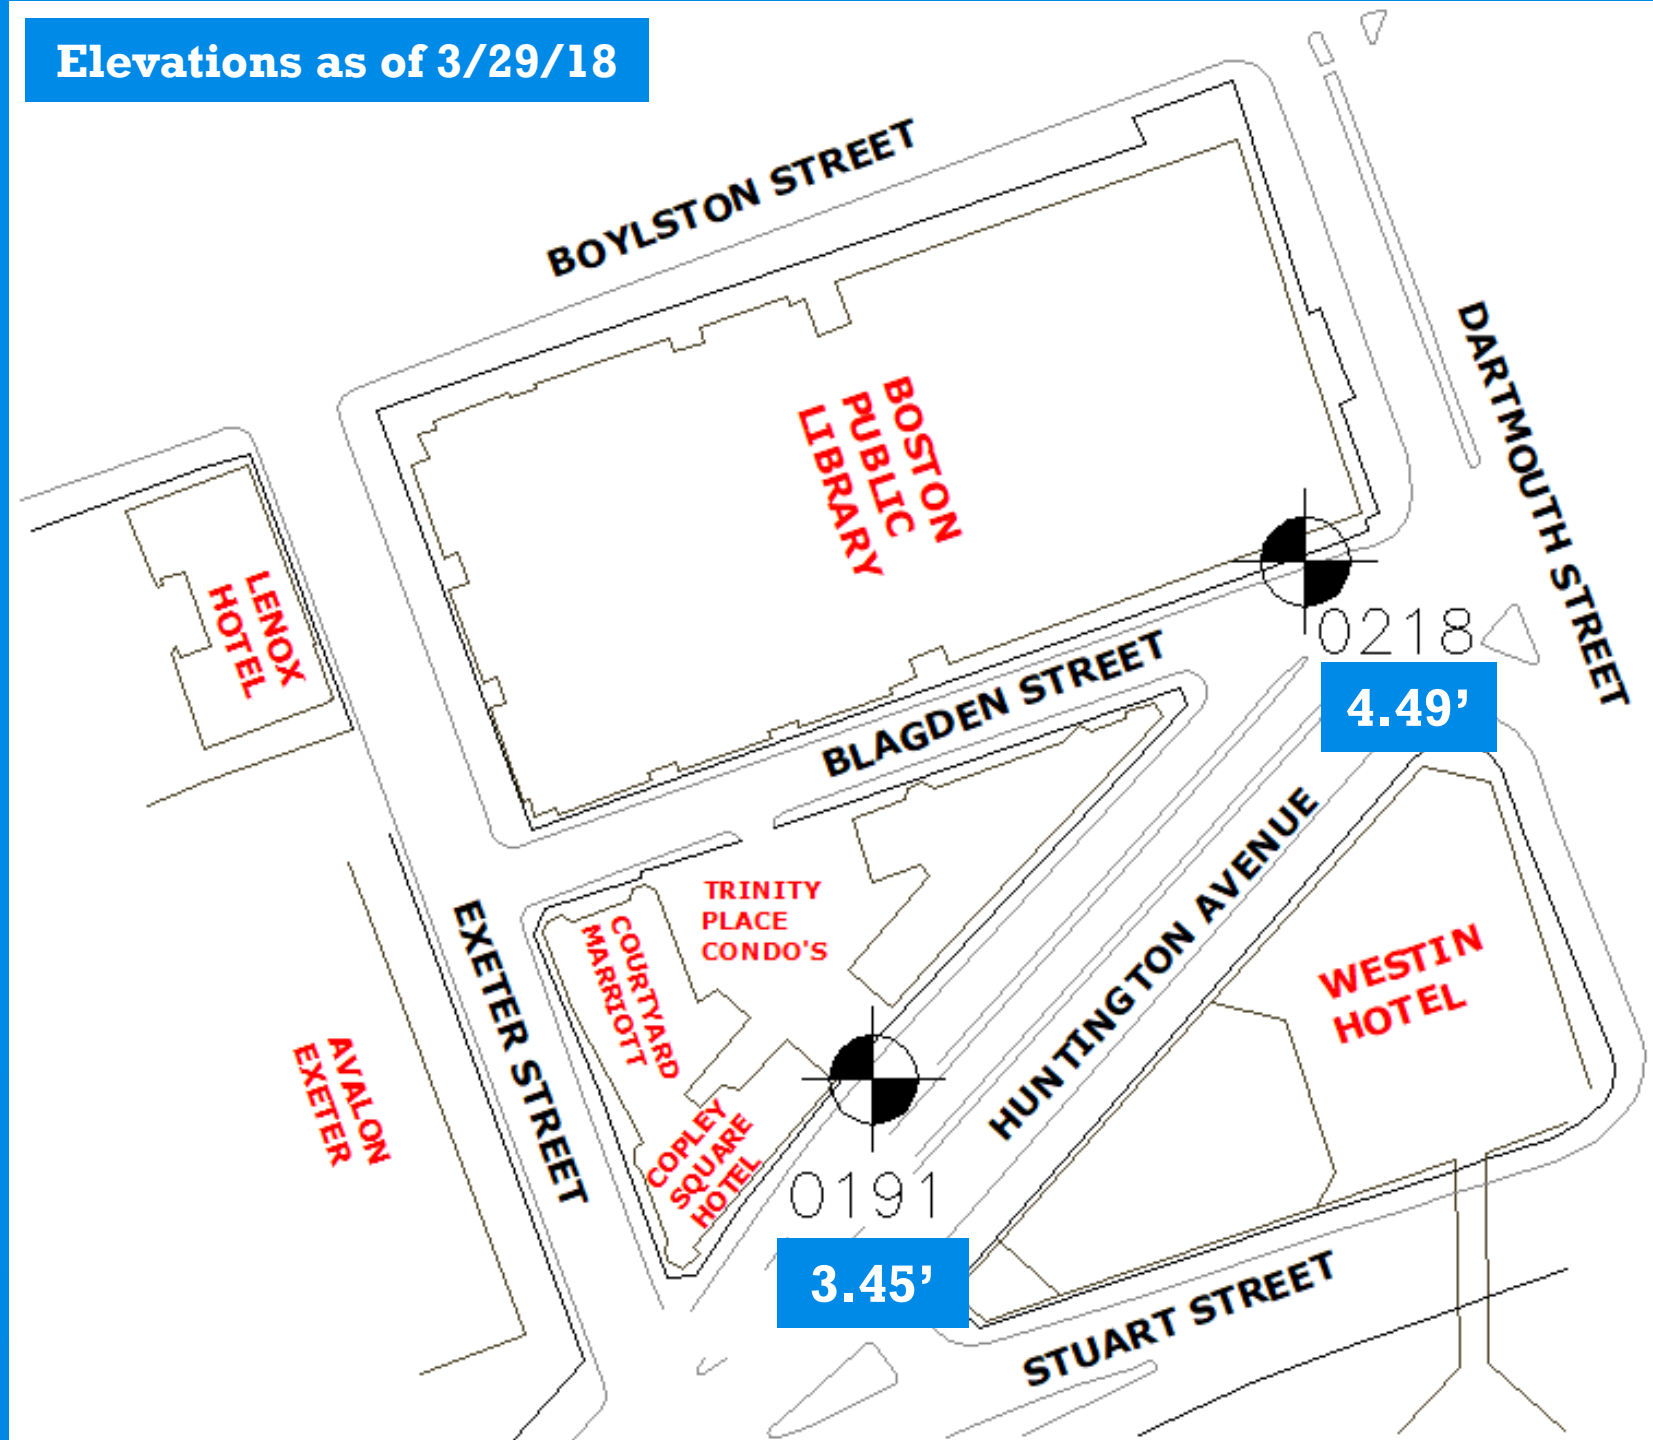 Elevations as of 3/29/18
BOYLSTON STREET
DARTMOUTH STREET
BOSTON
PUBLIC
LIBRARY
LENOX
HOTEL
0218
4.49’
BLAGDEN STREET
HUNTINGTON AVENUE
TRINITY
PLACE
CONDO'S
EXETER STREET
COURTYARD
MARRIOTT
WESTIN
HOTEL
AVALON
EXETER
COPLEY
SQUARE
HOTEL
0191
3.45’
STUART STREET